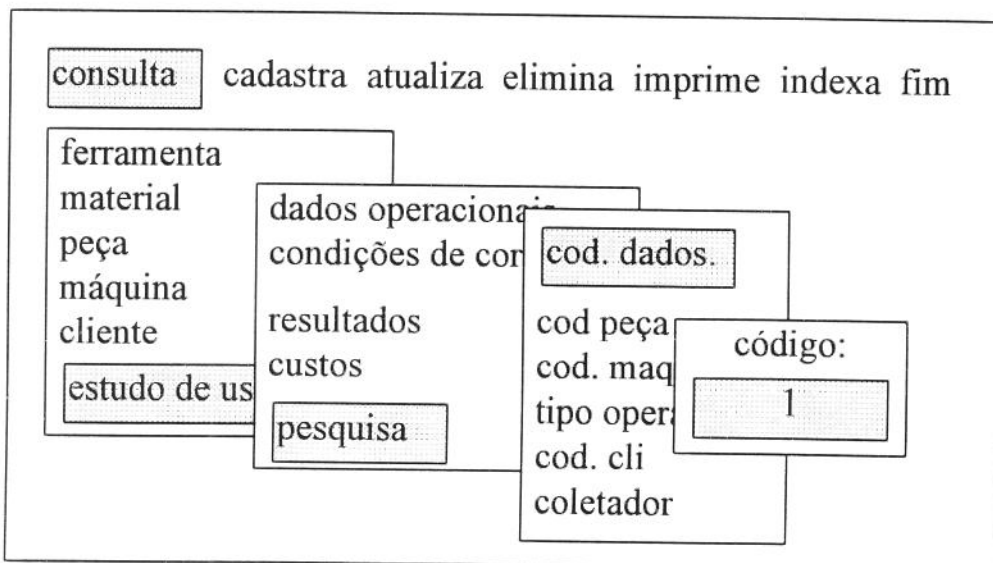 consulta cadastra atualiza elimina imprime indexa fim
ferramenta
material
peça
máquina
cliente
estudo de us
dados operacionais
condições de cor
resultados
custos
pesquisa
cod. dados.
cod peça
cod. maq
tipo opera
cod. cli
coletador
código:
1